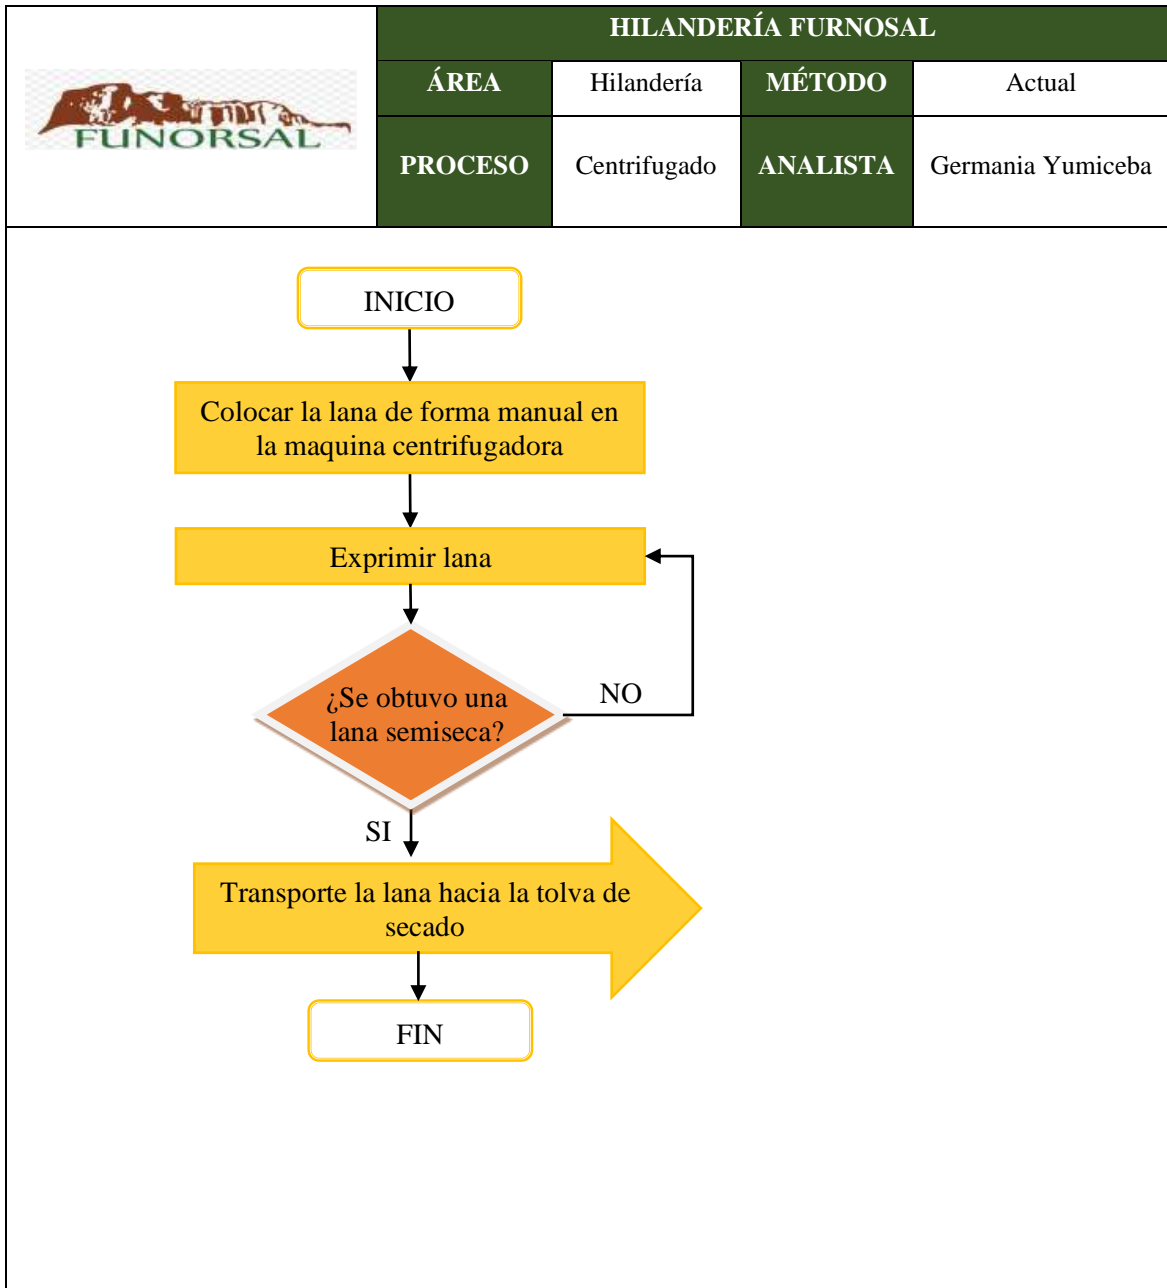 FUNORSAL
HILANDERÍA FURNOSAL
ÁREA
Hilandería
MÉTODO
Actual
PROCESO
Centrifugado
ANALISTA
Germania Yumiceba
INICIO
Colocar la lana de forma manual en
la maquina centrifugadora
Exprimir lana
¿Se obtuvo una
lana semiseca?
NO
SI
Transporte la lana hacia la tolva de
secado
FIN